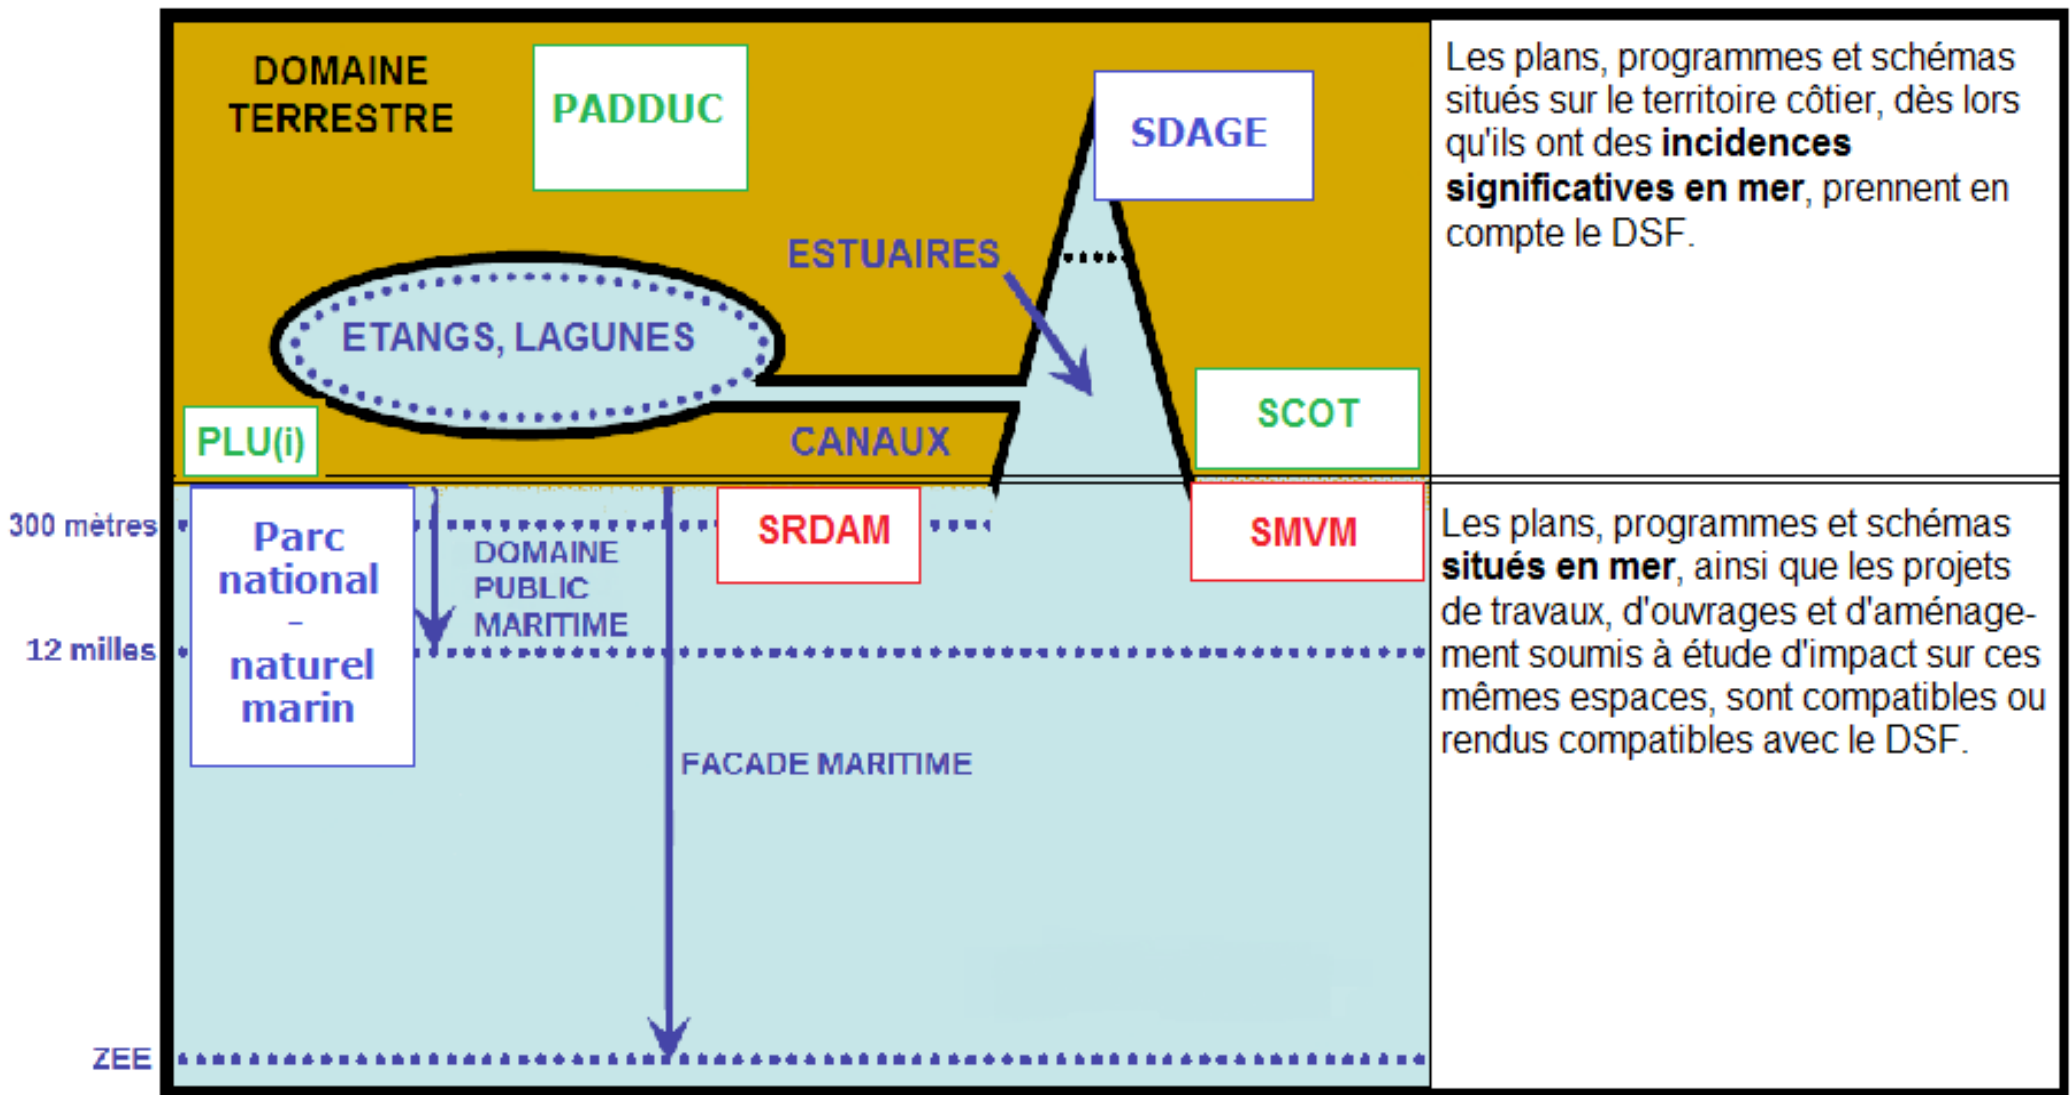 DOMAINE
TERRESTRE
PADDUC
SDAGE
ESTUAIRES
ETANGS, LAGUNES
CANAUX
PLU(i)
SCOT
Les plans, programmes et schémas
situés sur le territoire côtier, dès lors
qu'ils ont des incidences
significatives en mer, prennent en
compte le DSF.
300 mètres
12 milles
ZEE
Parc
national
–
naturel
marin
DOMAINE
PUBLIC
MARITIME
SRDAM
SMVM
FACADE MARITIME
Les plans, programmes et schémas
situés en mer, ainsi que les projets
de travaux, d'ouvrages et d'aménage-
ment soumis à étude d'impact sur ces
mêmes espaces, sont compatibles ou
rendus compatibles avec le DSF.